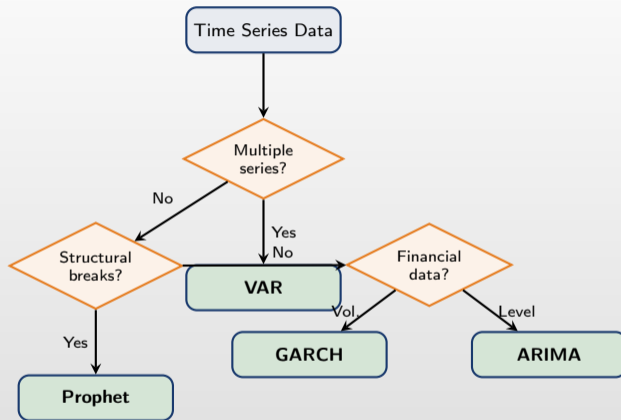 Time Series Data
Multiple
series?
No
Yes
No
Structural
breaks?
Financial
data?
VAR
Vol.
Level
Yes
GARCH
ARIMA
Prophet